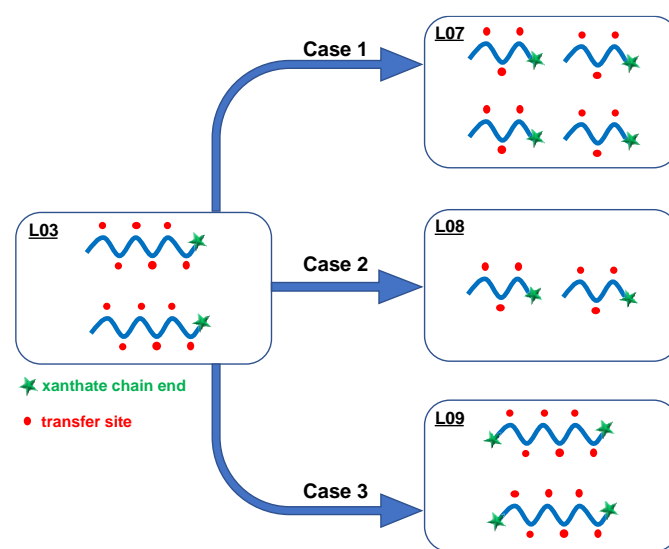 Case 1
L07
L03
Case 2
L08
xanthate chain end
transfer site
Case 3
L09